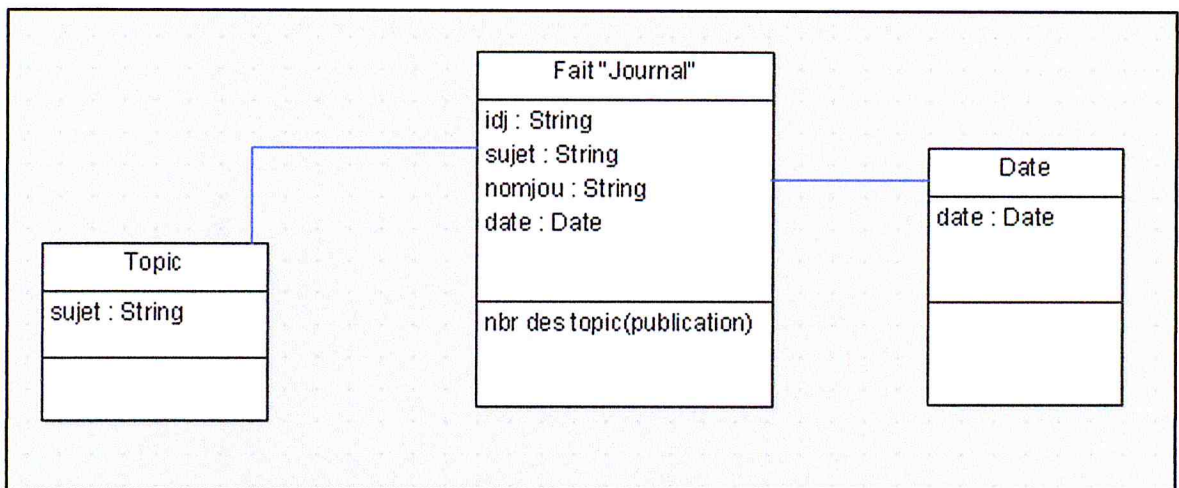 Fait "Journal"
idj : String
sujet : String
nomjou : String
date : Date
nbr des topic(publication)
Topic
sujet : String
Date
date : Date